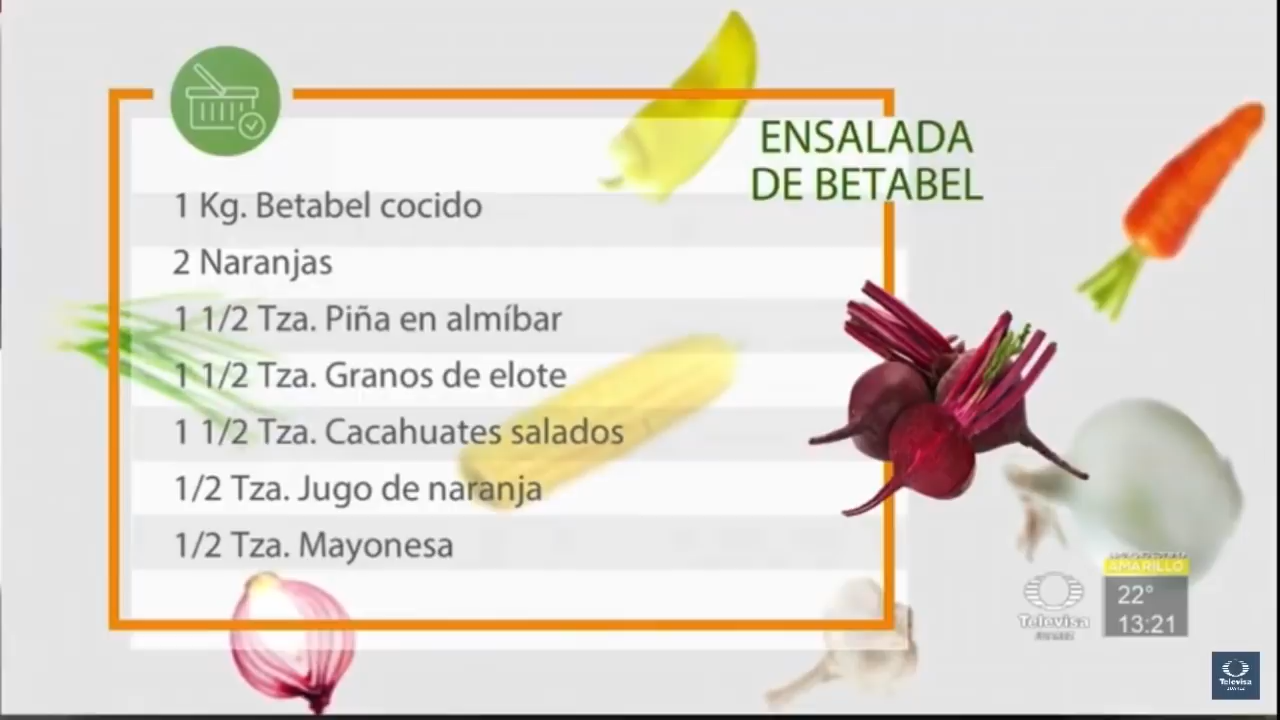 ENSALADA
DE BETABEL
1 Kg. Betabel cocido
2 Naranjas
1 1/2 Tza. Piña en almíbar
1 1/2 Tza. Granos de elote
1 1/2 Tza. Cacahuates salados
1/2 Tza. Jugo de naranja
1/2 Tza. Mayonesa
AMARILLO
22°
13:21
Televisa
Televisa